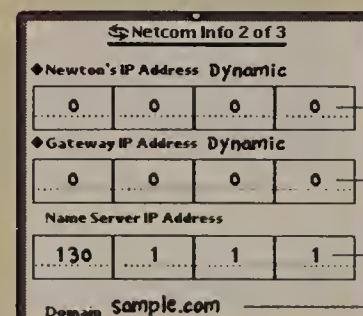 Netcom Info 2 of 3
Newton's IP Address Dynamic
0 0 0 0
Gateway IP Address Dynamic
0 0 0 0
Name Server IP Address
130 1 1 1
Domain sample.com